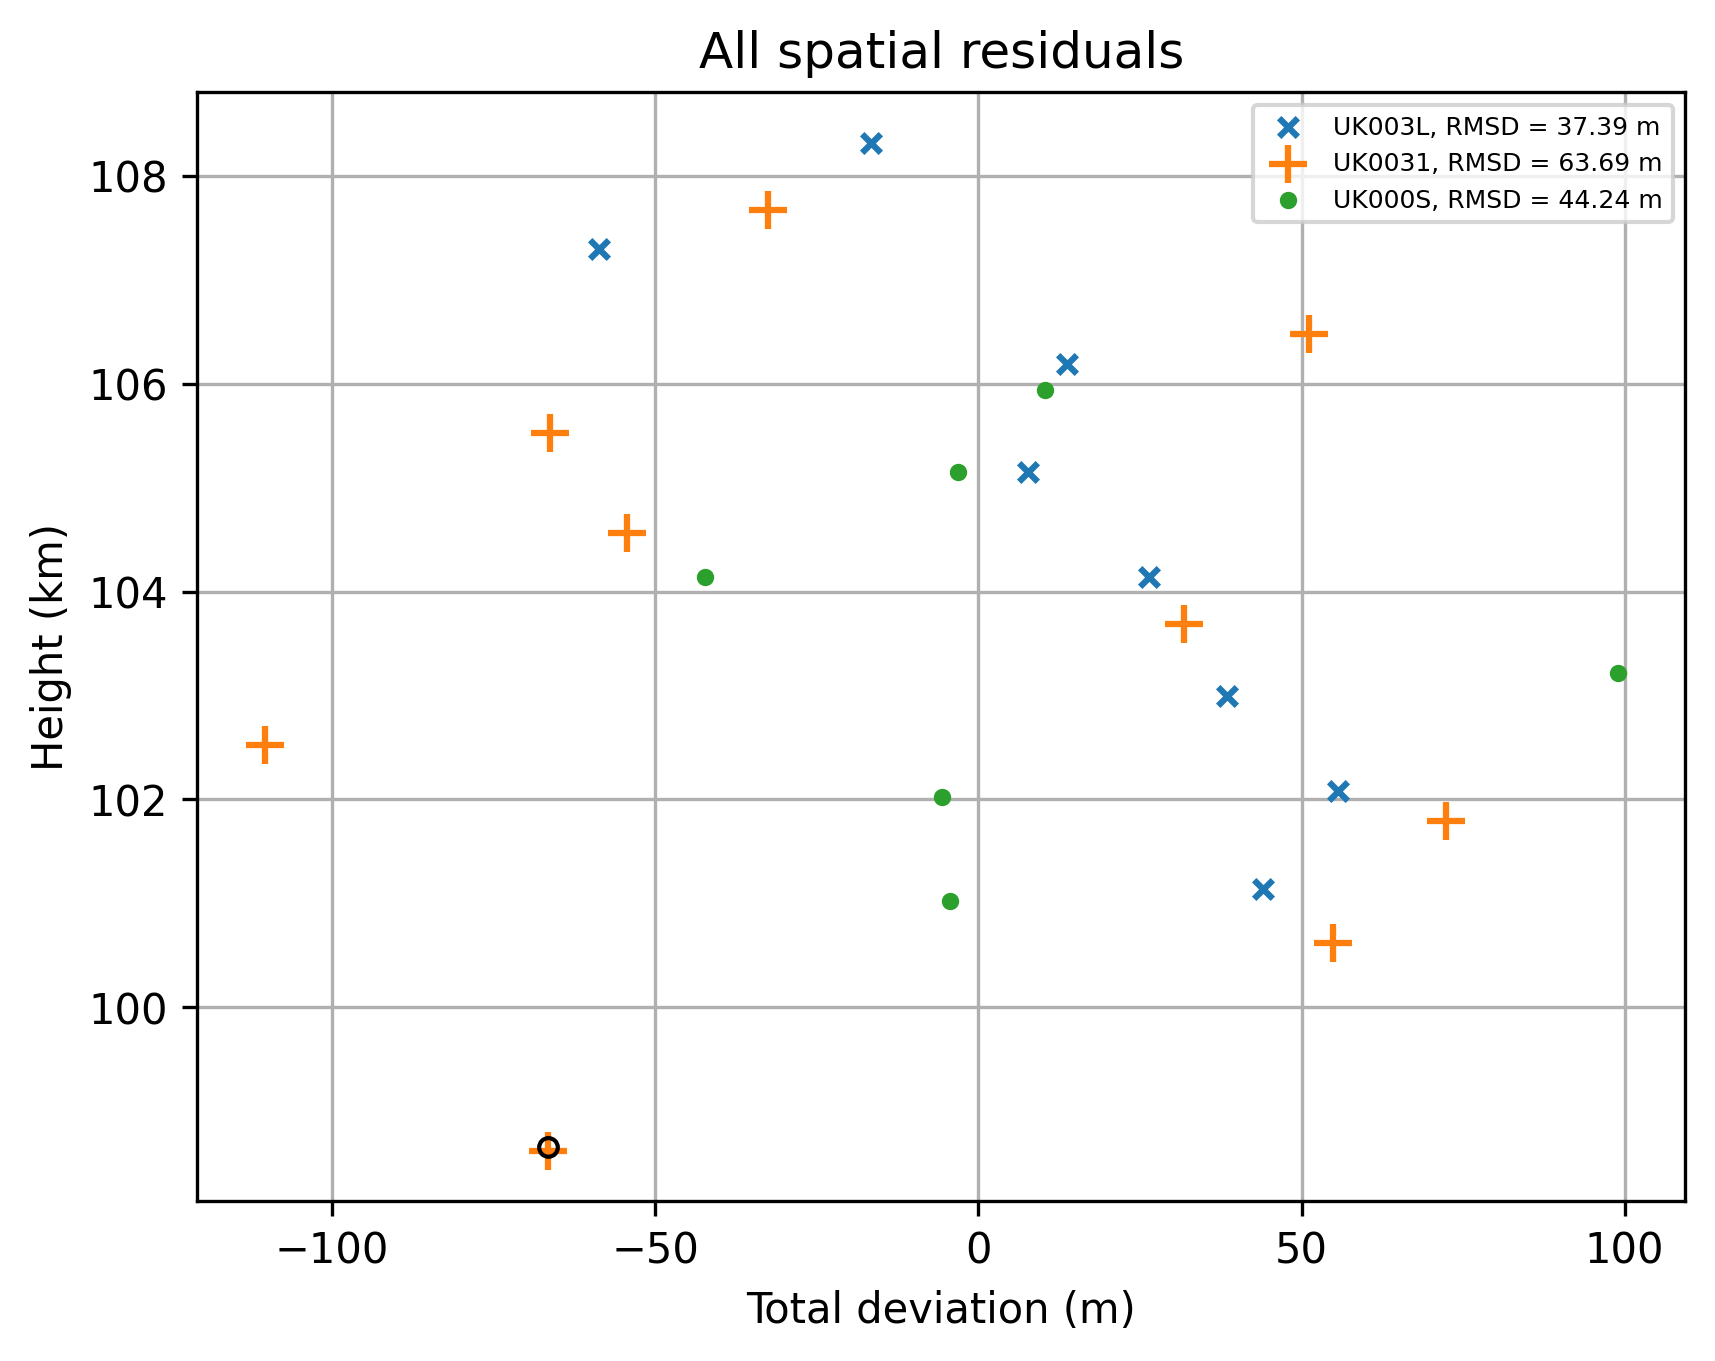 All spatial residuals
UK003L, RMSD = 37.39 m
UK0031, RMSD = 63.69 m
UK000S, RMSD = 44.24 m
108
106
104
102
100
Height (km)
−100
−50
0
50
100
Total deviation (m)